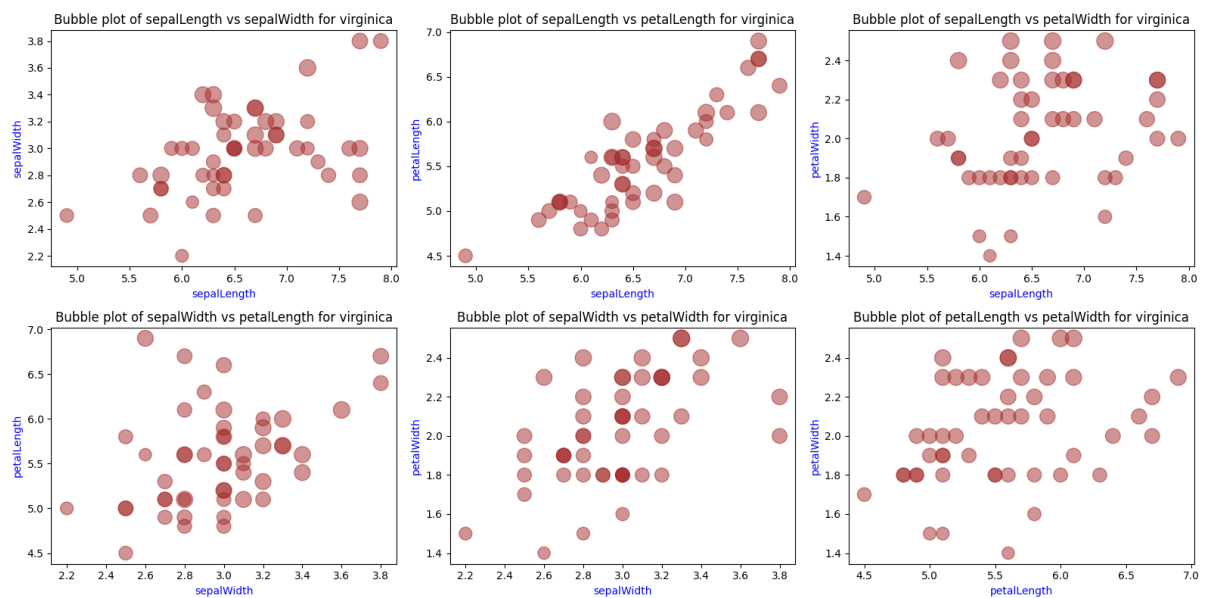 Bubble plot of sepalLength vs sepalWidth for virginica
3.8
3.6
3.4
3.2
3.0
2.8
2.6
2.4
2.2
sepalWidth
5.0 5.5 6.0 6.5 7.0 7.5 8.0
sepalLength
Bubble plot of sepalLength vs petalLength for virginica
7.0
6.5
6.0
5.5
5.0
4.5
petalLength
5.0 5.5 6.0 6.5 7.0 7.5 8.0
sepalLength
Bubble plot of sepalLength vs petalWidth for virginica
2.4
2.2
2.0
1.8
1.6
1.4
petalWidth
5.0 5.5 6.0 6.5 7.0 7.5 8.0
sepalLength
Bubble plot of sepalWidth vs petalLength for virginica
7.0
6.5
6.0
5.5
5.0
4.5
petalLength
2.2 2.4 2.6 2.8 3.0 3.2 3.4 3.6 3.8
sepalWidth
Bubble plot of sepalWidth vs petalWidth for virginica
2.4
2.2
2.0
1.8
1.6
1.4
petalWidth
2.2 2.4 2.6 2.8 3.0 3.2 3.4 3.6 3.8
sepalWidth
Bubble plot of petalLength vs petalWidth for virginica
2.4
2.2
2.0
1.8
1.6
1.4
petalWidth
4.5 5.0 5.5 6.0 6.5 7.0
petalLength